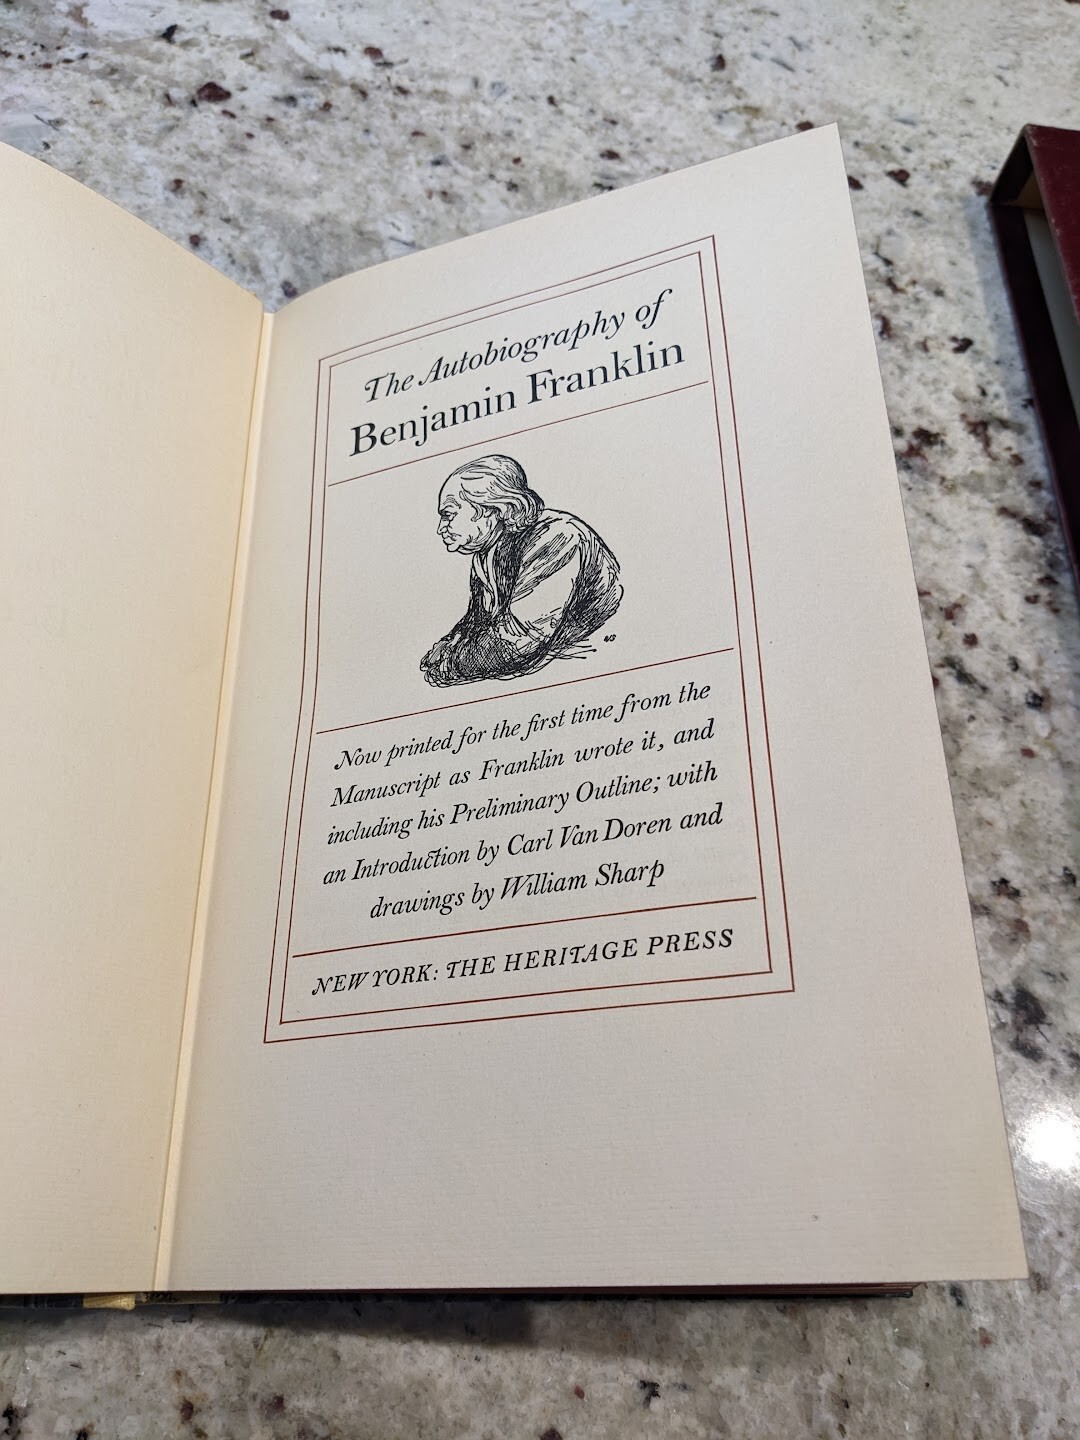 The Autobiography of
Benjamin Franklin
WS
Now printed for the first time from the
Manuscript as Franklin wrote it, and
including his Preliminary Outline; with
an Introduction by Carl Van Doren and
drawings by William Sharp
NEW YORK: THE HERITAGE PRESS